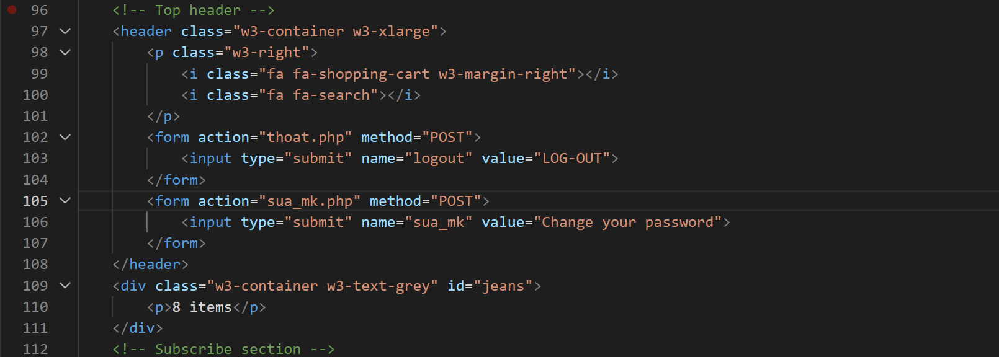 96 <!-- Top header -->
97 <header class="w3-container w3-xlarge">
98 <p class="w3-right">
99 <i class="fa fa-shopping-cart w3-margin-right"></i>
100 <i class="fa fa-search"></i>
101 </p>
102 <form action="thoat.php" method="POST">
103 <input type="submit" name="logout" value="LOG-OUT">
104 </form>
105 <form action="sua_mk.php" method="POST">
106 <input type="submit" name="sua_mk" value="Change your password">
107 </form>
108 </header>
109 <div class="w3-container w3-text-grey" id="jeans">
110 <p>8 items</p>
111 </div>
112 <!-- Subscribe section -->